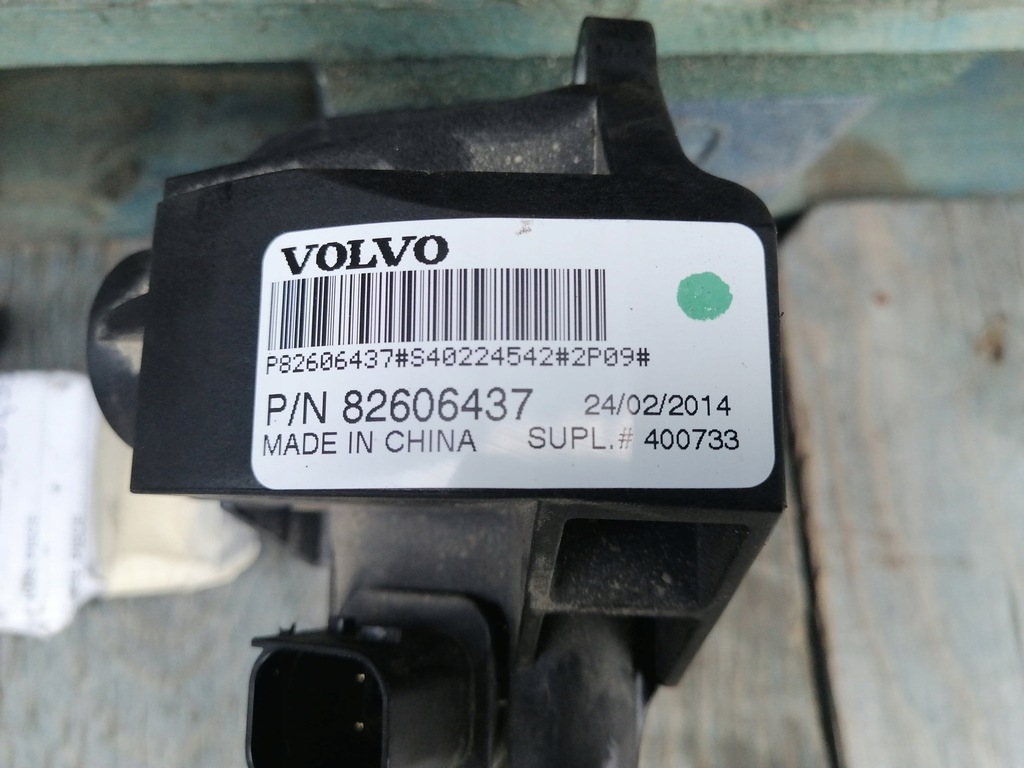 VOLVO
P82606437#S40224542#2P09#
P/N 82606437 24/02/2014
MADE IN CHINA SUPL.# 400733